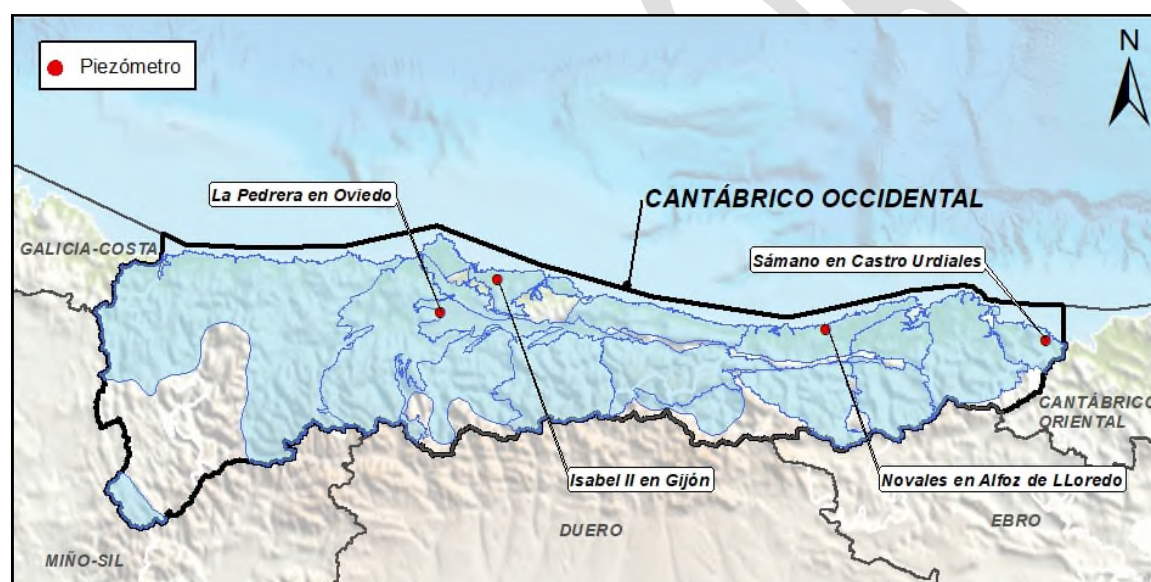 Piezómetro
N
La Pedrera en Oviedo
CANTÁBRICO OCCIDENTAL
GALICIA-COSTA
Sámano en Castro Urdiales
CANTÁBRICO
ORIENTAL
Isabel II en Gijón
Novales en Alfoz de LLoredo
EBRO
DUERO
MIÑO-SIL